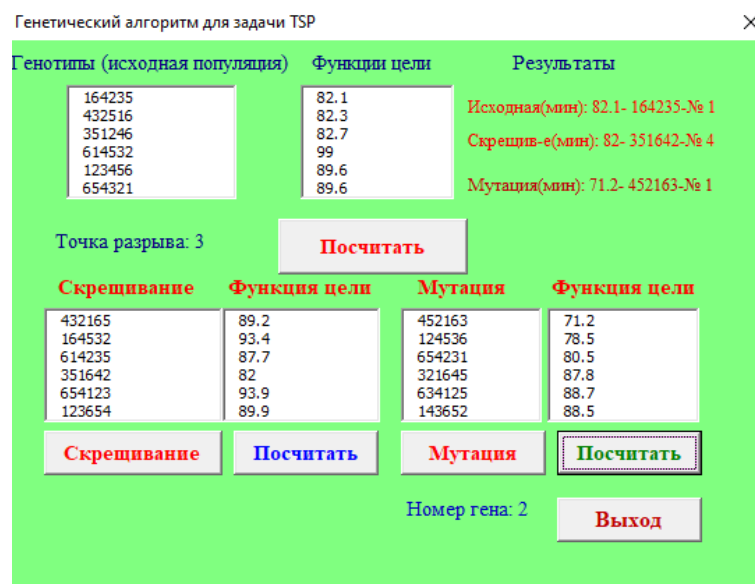 Генетический алгоритм для задачи TSP
Генотипы (исходная популяция) Функции цели Результаты
164235 82.1
432516 82.3
351246 82.7
614532 99
123456 89.6
654321 89.6
Исходная(мин): 82.1- 164235-№ 1
Скрещив-е(мин): 82- 351642-№ 4
Мутация(мин): 71.2- 452163-№ 1
Точка разрыва: 3
Посчитать
Скрещивание Функция цели Мутация Функция цели
432165 89.2 452163 71.2
164532 93.4 124536 78.5
614235 87.7 654231 80.5
351642 82 321645 87.8
654123 93.9 634125 88.7
123654 89.9 143652 88.5
Скрещивание Посчитать Мутация Посчитать
Номер гена: 2
Выход